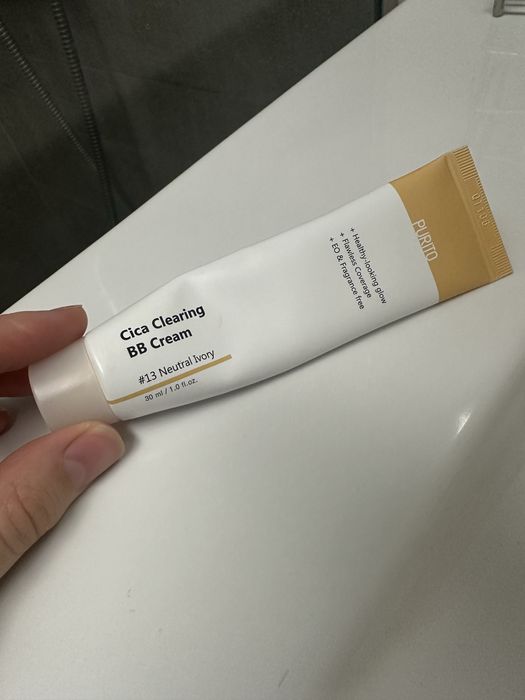 PURITO
+ Healthy-looking glow
+ Flawless Coverage
+ EO & Fragrance free
Cica Clearing
BB Cream
#13 Neutral Ivory
30 ml / 1.0 fl.oz.